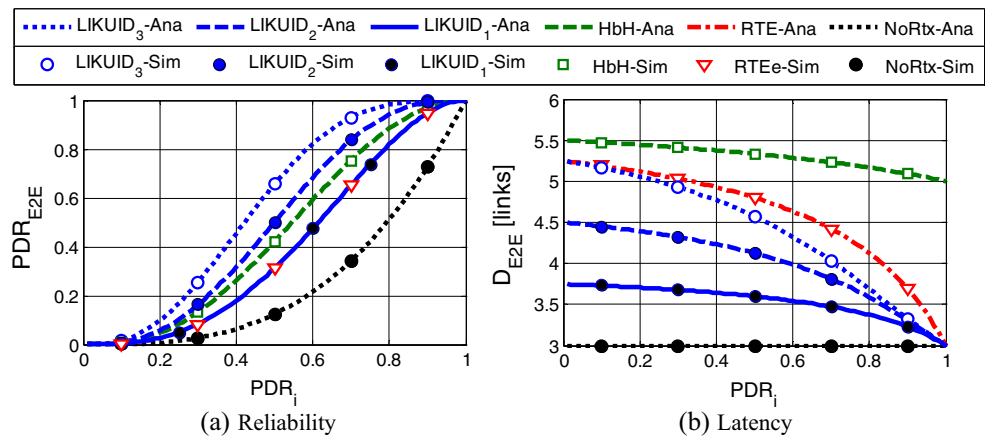 LIKUID3-Ana LIKUID2-Ana LIKUID1-Ana HbH-Ana RTE-Ana NoRtx-Ana
LIKUID3-Sim LIKUID2-Sim LIKUID1-Sim HbH-Sim RTEe-Sim NoRtx-Sim
PDRE2E
1
0.8
0.6
0.4
0.2
0
0 0.2 0.4 0.6 0.8 1
PDRi
(a) Reliability
DE2E [links]
6
5.5
5
4.5
4
3.5
3
0 0.2 0.4 0.6 0.8 1
PDRi
(b) Latency